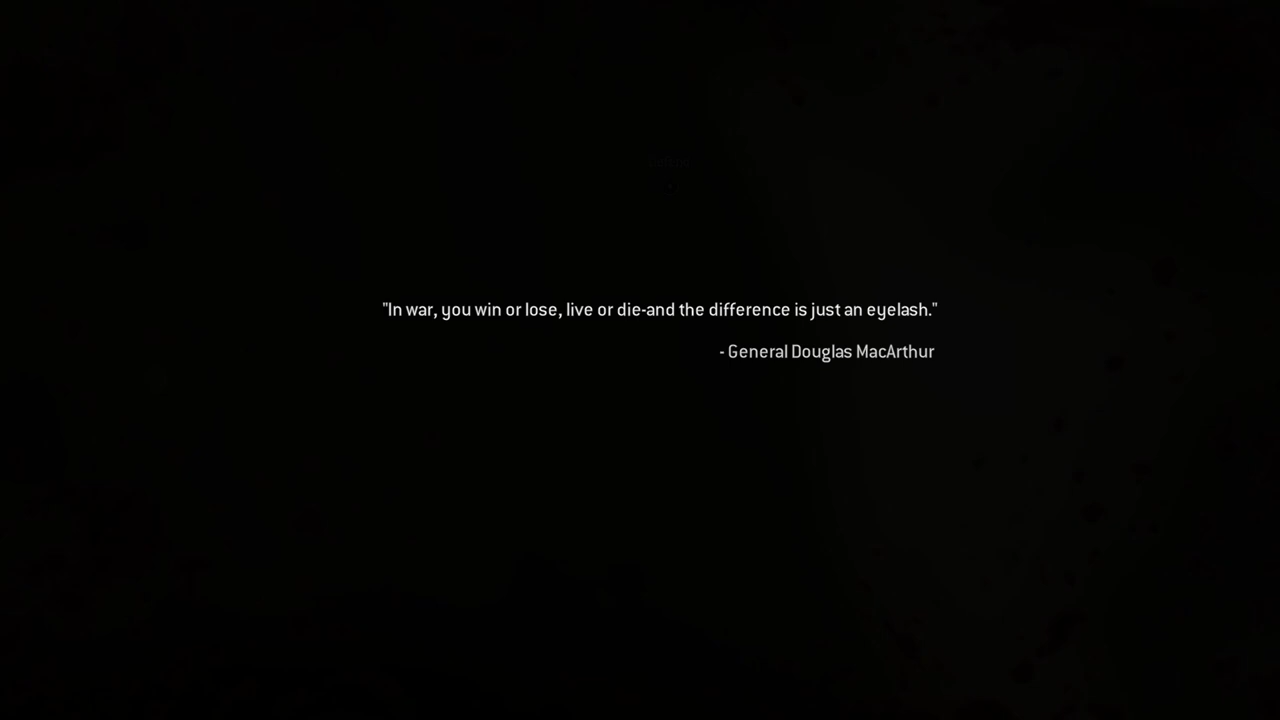 "In war, you win or lose, live or die-and the difference is just an eyelash."
- General Douglas MacArthur